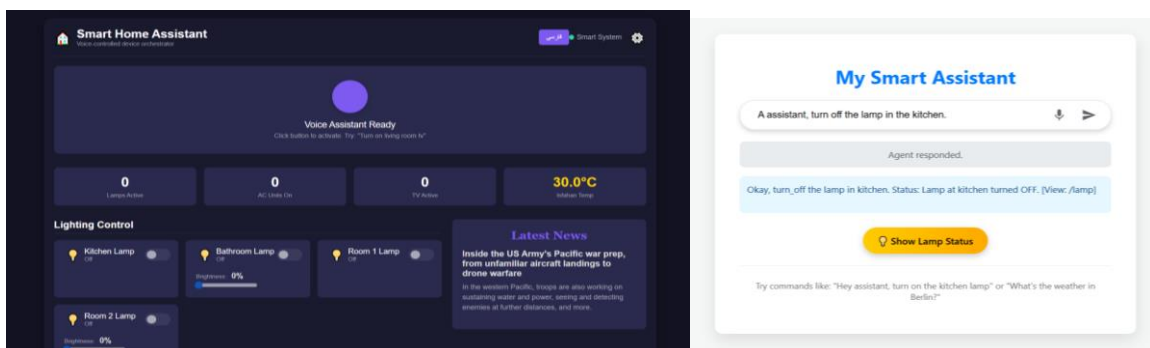 Smart Home Assistant
Voice-controlled device orchestrator
فارسی
Smart System
Voice Assistant Ready
Click button to activate. Try: "Turn on living room tv"
0
Lamps Active
0
AC Units On
0
TV Active
30.0°C
Temp
Lighting Control
Kitchen Lamp
Off
Bathroom Lamp
Off
Brightness: 0%
Room 1 Lamp
Off
Room 2 Lamp
Off
Brightness: 0%
Latest News
Inside the US Army's Pacific war prep,
from unfamiliar aircraft landings to
drone warfare
In the western Pacific, troops are also working on
sustaining water and power, seeing and detecting
enemies at further distances, and more.
My Smart Assistant
A assistant, turn off the lamp in the kitchen.
Agent responded.
Okay, turn_off the lamp in kitchen. Status: Lamp at kitchen turned OFF. [View: /lamp]
Show Lamp Status
Try commands like: "Hey assistant, turn on the kitchen lamp" or "What's the weather in
Berlin?"